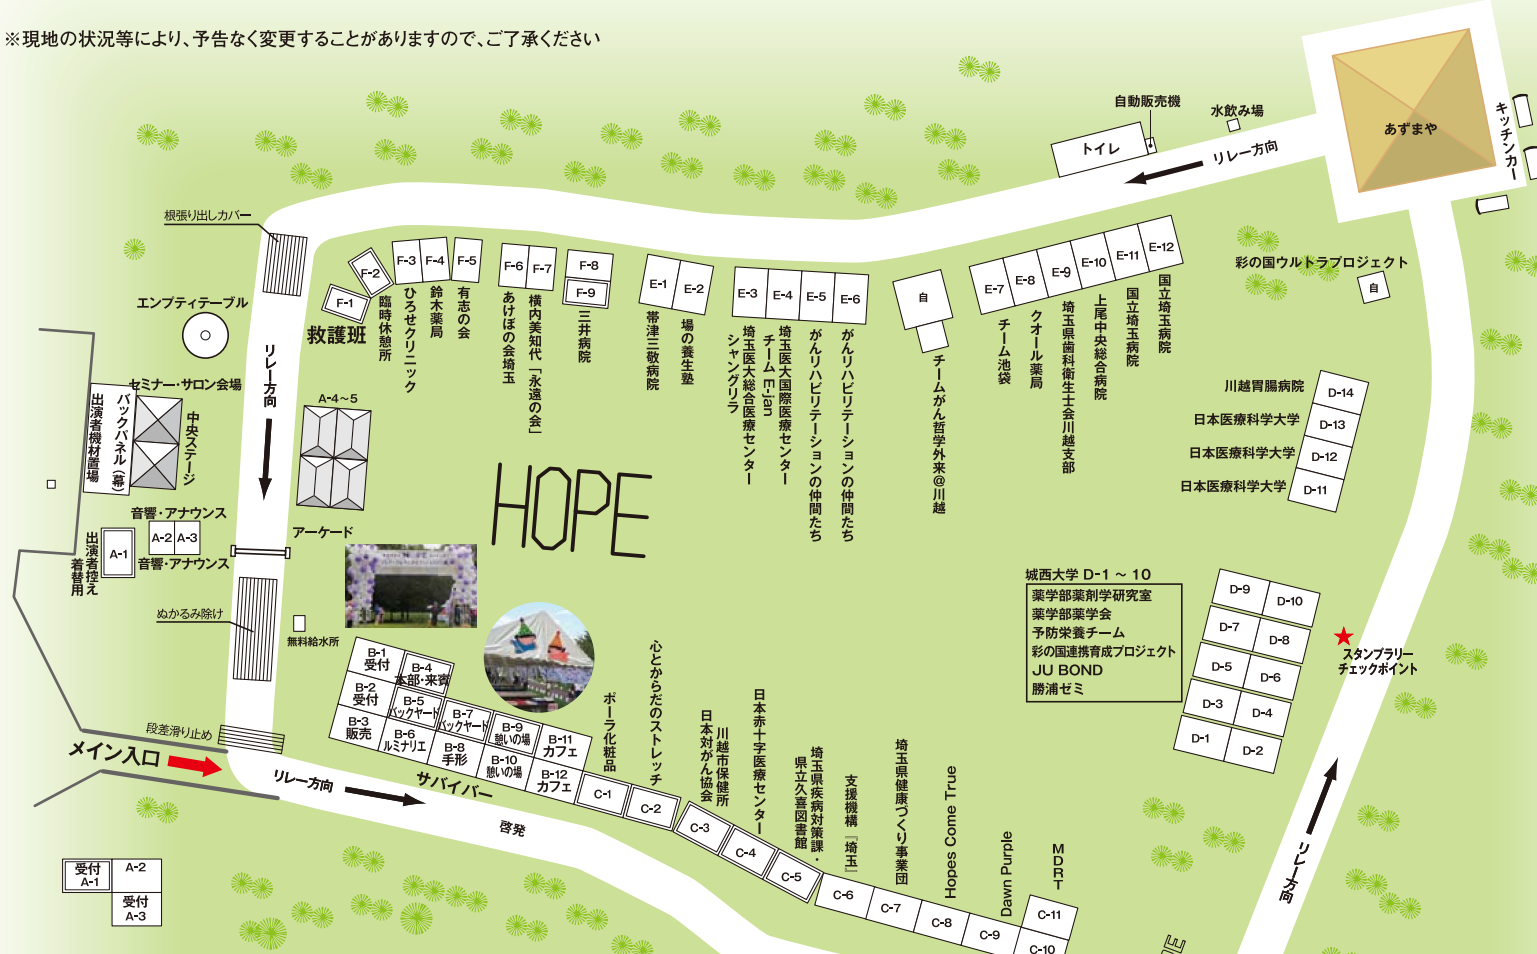 ※現地の状況等により、予告なく変更することがありますので、ご了承ください
自動販売機
水飲み場
トイレ
リレー方向
あずまや
キッチンカー
根張り出しカバー
エンプティテーブル
リレー方向
救護班
F-1
F-2
臨時休憩所
F-3
ひろせクリニック
F-4
鈴木薬局
F-5
有志の会
F-6
あけぼの会埼玉
F-7
横内美知代「永遠の会」
F-8
F-9
三井病院
E-1
帯津三敬病院
E-2
場の養生塾
E-3
埼玉医大総合医療センター
シャングリラ
E-4
埼玉医大国際医療センター
チーム E-jan
E-5
がんリハビリテーションの仲間たち
E-6
がんリハビリテーションの仲間たち
自
チームがん哲学外来@川越
E-7
チーム池袋
E-8
クオール薬局
E-9
埼玉県歯科衛生士会川越支部
E-10
上尾中央総合病院
E-11
国立埼玉病院
E-12
国立埼玉病院
彩の国ウルトラプロジェクト
自
川越胃腸病院
D-14
日本医療科学大学
D-13
日本医療科学大学
D-12
日本医療科学大学
D-11
セミナー・サロン会場
中央ステージ
バックパネル（幕）
出演者機材置場
A-4～5
音響・アナウンス
A-2
A-3
音響・アナウンス
A-1
出演者控え
着替用
アーケード
HOPE
ぬかるみ除け
無料給水所
段差滑り止め
メイン入口
リレー方向
B-1
受付
B-2
受付
B-3
販売
B-4
本部・来賓
B-5
バックヤード
B-6
ルミナリエ
B-7
バックヤード
B-8
手形
B-9
憩いの場
B-10
憩いの場
B-11
カフェ
B-12
カフェ
サバイバー
啓発
C-1
ポーラ化粧品
C-2
心とからだのストレッチ
C-3
川越市保健所
日本対がん協会
C-4
日本赤十字医療センター
C-5
埼玉県疾病対策課・
県立久喜図書館
C-6
支援機構『埼玉』
C-7
埼玉県健康づくり事業団
C-8
Hopes Come True
C-9
Dawn Purple
C-10
C-11
MDRT
城西大学 D-1 ～ 10
薬学部薬剤学研究室
薬学部薬学会
予防栄養チーム
彩の国連携育成プロジェクト
JU BOND
勝浦ゼミ
D-9
D-10
D-7
D-8
D-5
D-6
D-3
D-4
D-1
D-2
スタンプラリー
チェックポイント
リレー方向
受付
A-1
A-2
受付
A-3